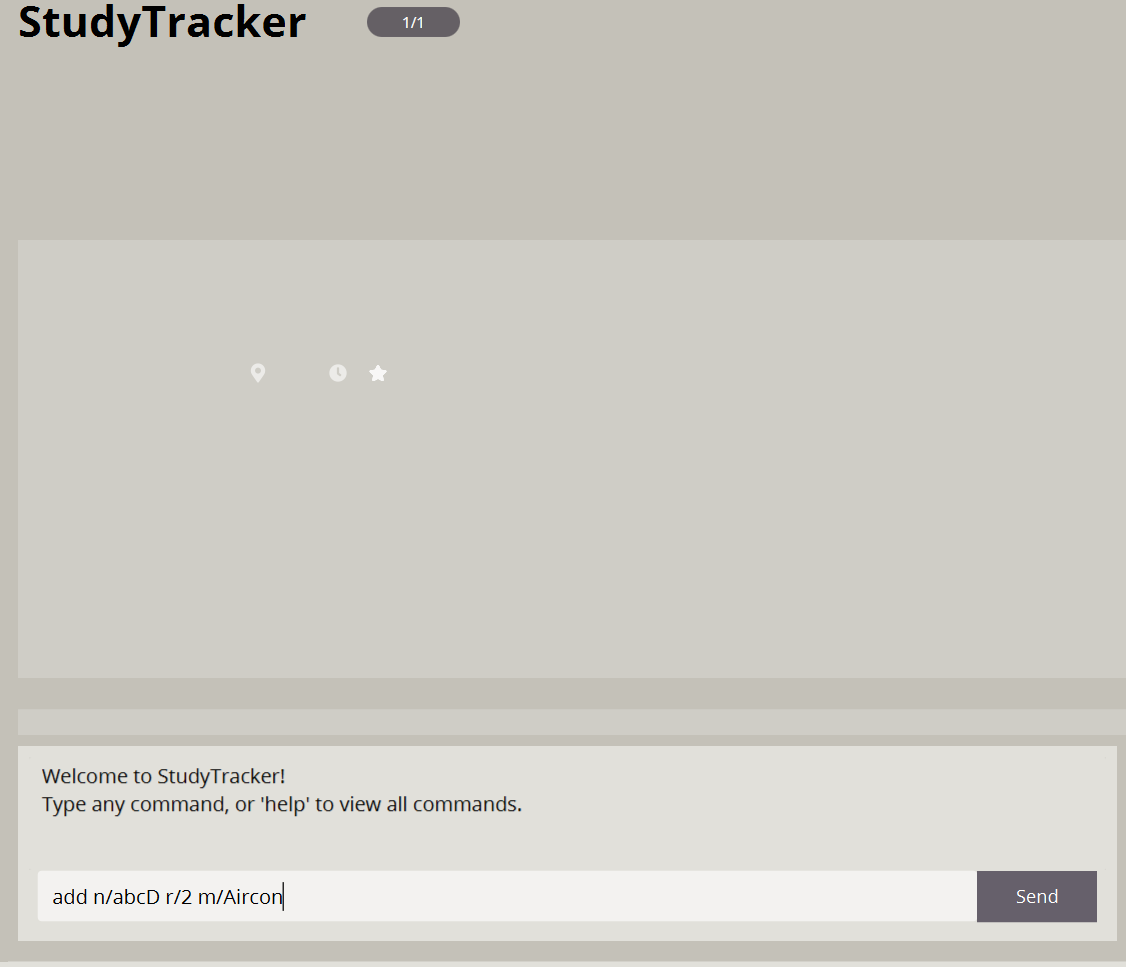 StudyTracker
1/1
Welcome to StudyTracker!
Type any command, or 'help' to view all commands.
add n/abcD r/2 m/Aircon
Send